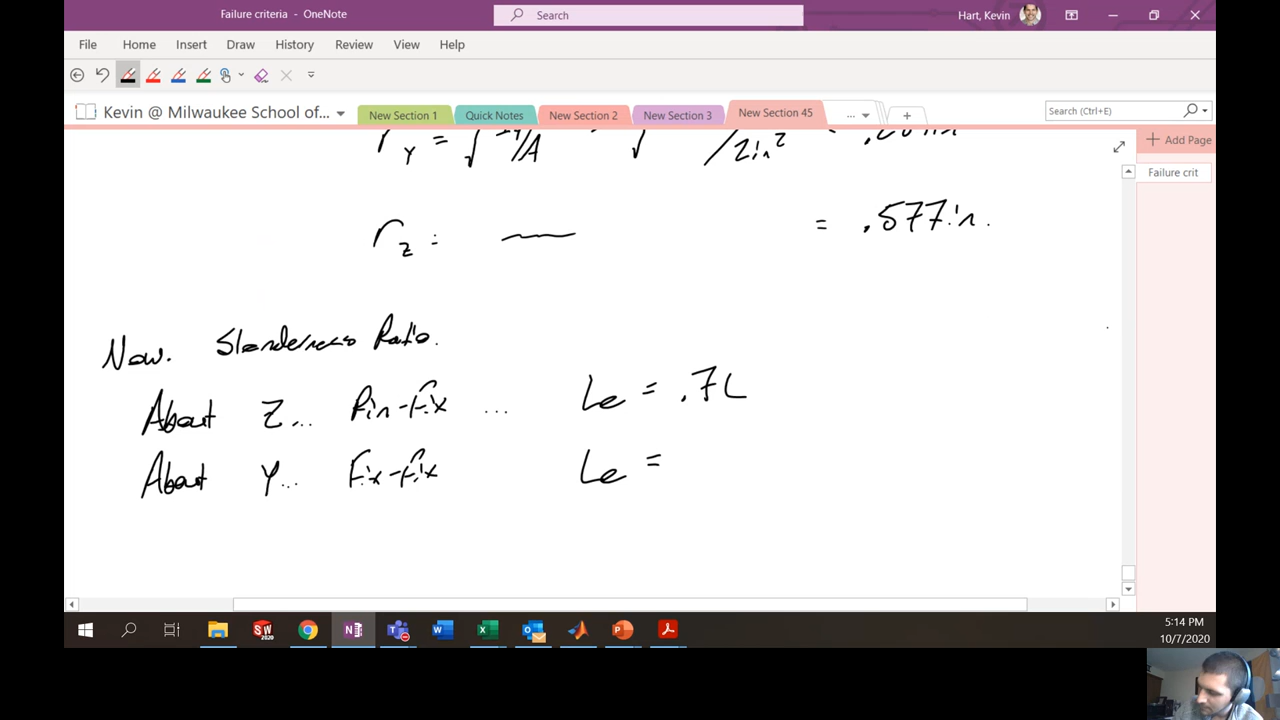 Failure criteria - OneNote
Search
Hart, Kevin
File Home Insert Draw History Review View Help
Kevin @ Milwaukee School of... New Section 1 Quick Notes New Section 2 New Section 3 New Section 45 ... +
Search (Ctrl+E)
+ Add Page
Failure crit
r_Y = √ /A √ /2in² =
r_z = = .577in.
Now. Slenderness Ratio.
About Z... Pin-Fix ... Le = .7L
About Y... Fix-Fix Le =
5:14 PM
10/7/2020